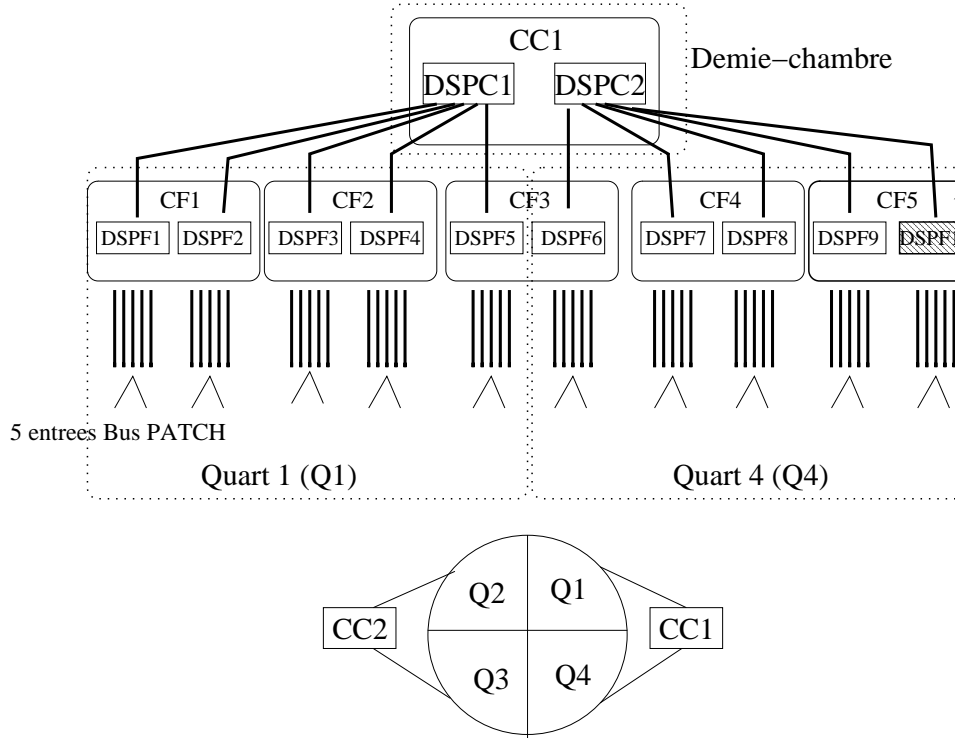 CC1
Demie−chambre
DSPC1 DSPC2
CF1 CF2 CF3 CF4 CF5
DSPF1 DSPF2 DSPF3 DSPF4 DSPF5 DSPF6 DSPF7 DSPF8 DSPF9
5 entrees Bus PATCH
Quart 1 (Q1) Quart 4 (Q4)
Q2 Q1
CC2 CC1
Q3 Q4